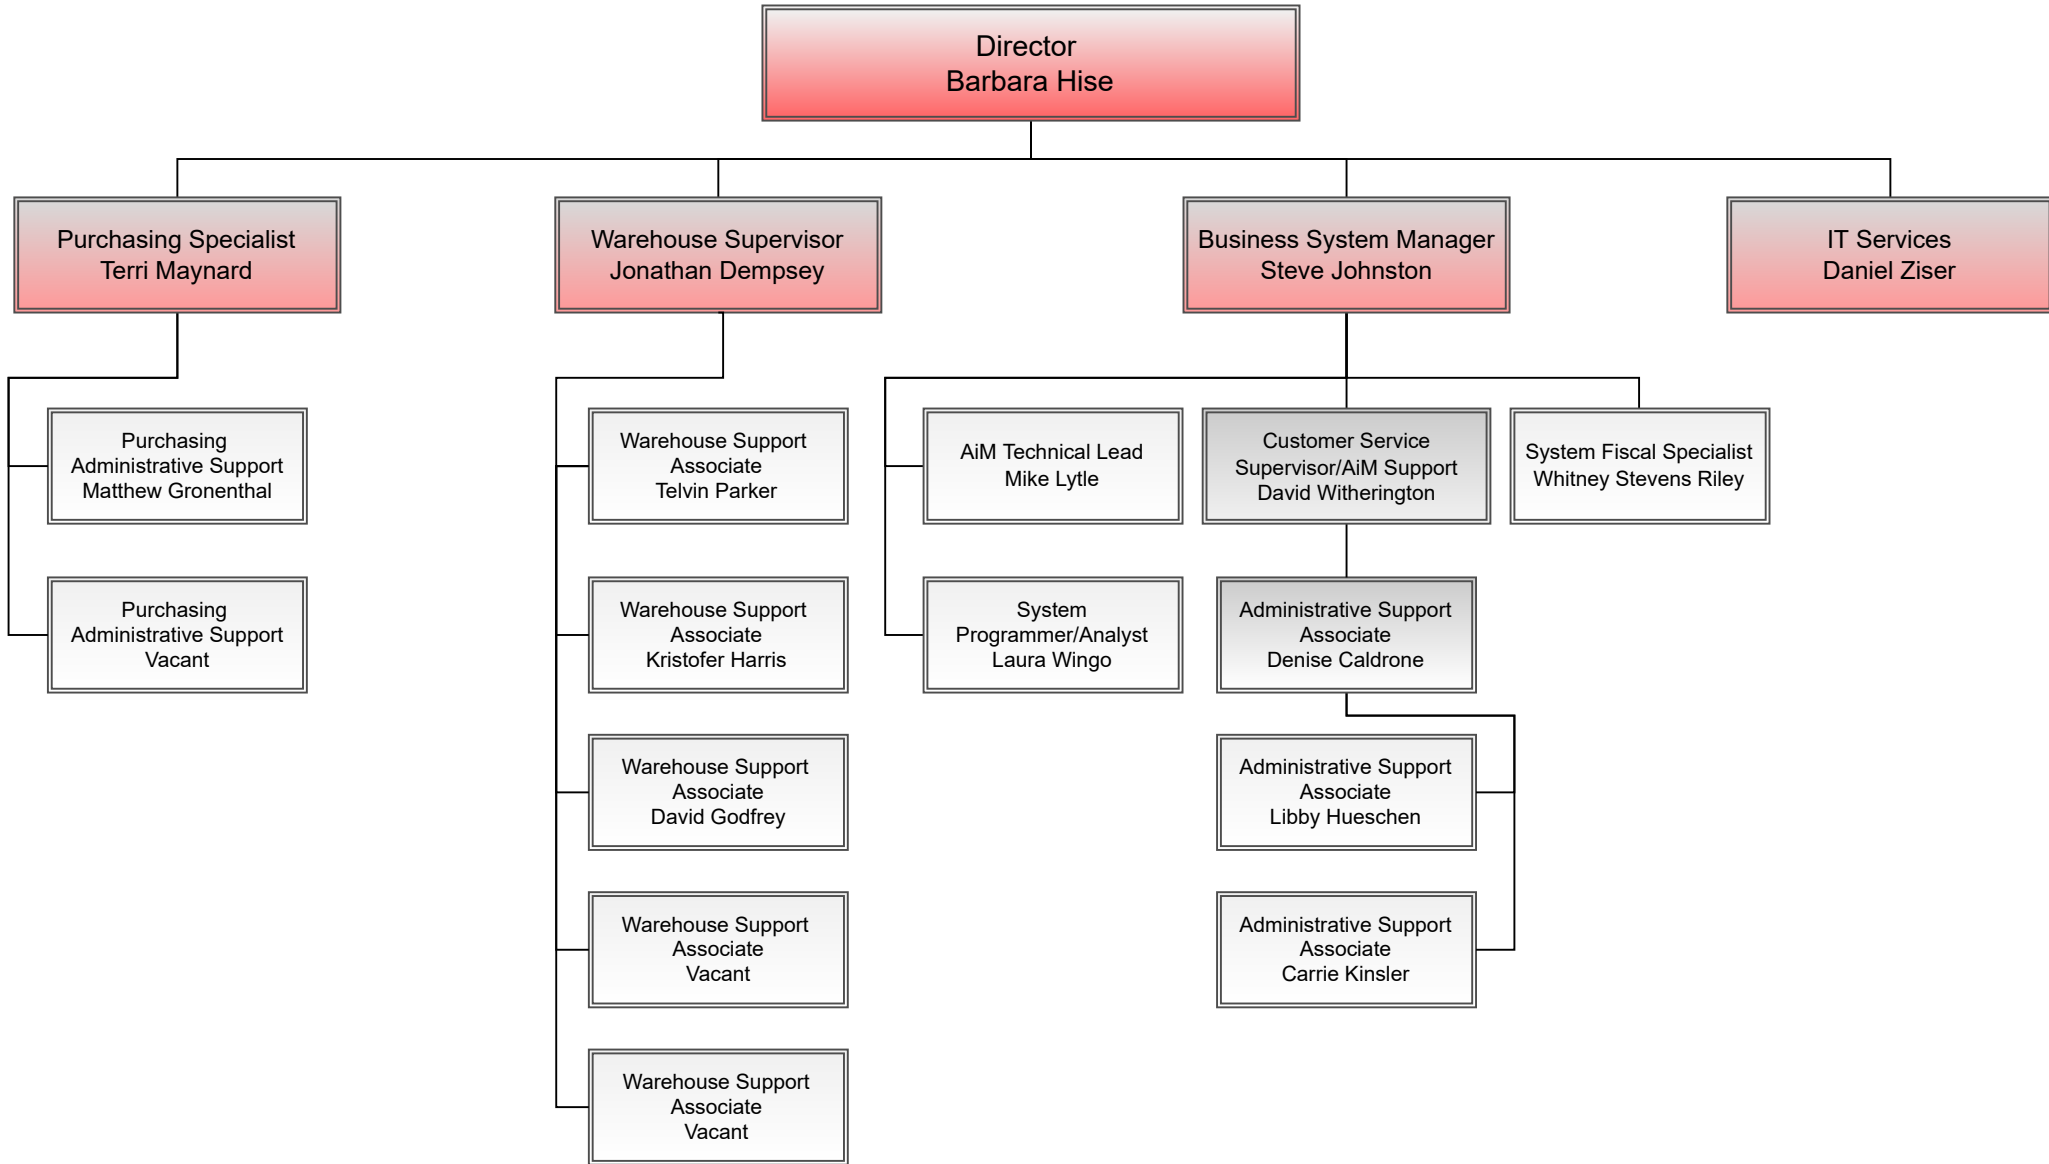 Director
Barbara Hise
Purchasing Specialist
Terri Maynard
Warehouse Supervisor
Jonathan Dempsey
Business System Manager
Steve Johnston
IT Services
Daniel Ziser
Purchasing
Administrative Support
Matthew Gronenthal
Warehouse Support
Associate
Telvin Parker
AiM Technical Lead
Mike Lytle
Customer Service
Supervisor/AiM Support
David Witherington
System Fiscal Specialist
Whitney Stevens Riley
Purchasing
Administrative Support
Vacant
Warehouse Support
Associate
Kristofer Harris
System
Programmer/Analyst
Laura Wingo
Administrative Support
Associate
Denise Caldrone
Warehouse Support
Associate
David Godfrey
Administrative Support
Associate
Libby Hueschen
Warehouse Support
Associate
Vacant
Administrative Support
Associate
Carrie Kinsler
Warehouse Support
Associate
Vacant